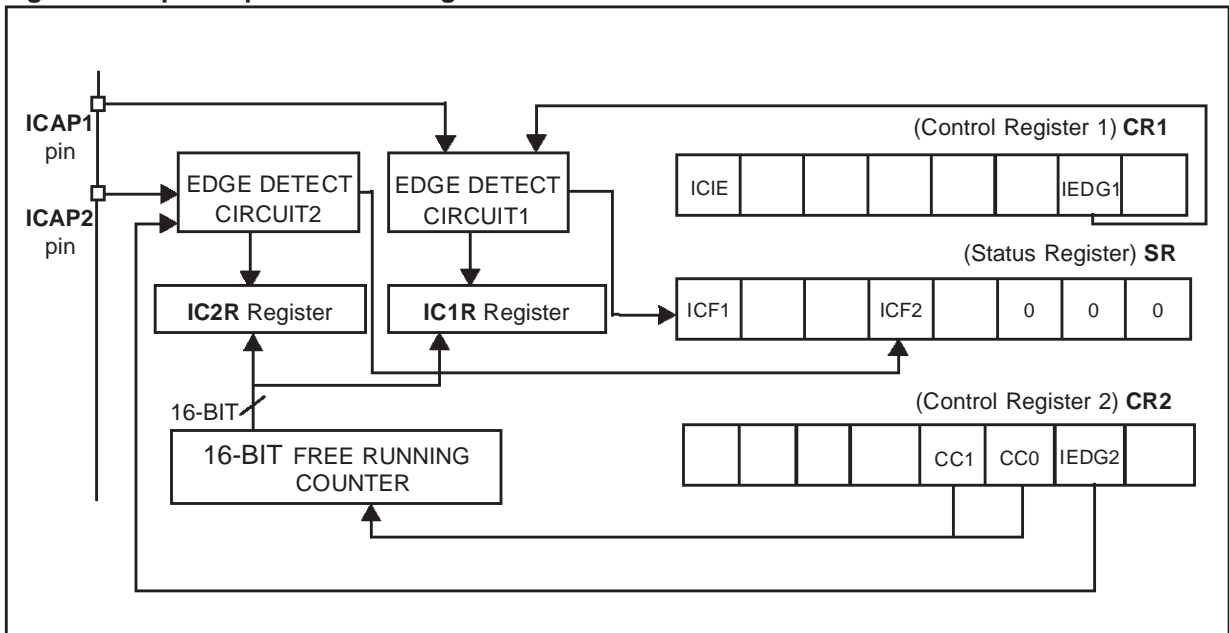 ICAP1
pin
ICAP2
pin
EDGE DETECT
CIRCUIT2
EDGE DETECT
CIRCUIT1
IC2R Register
IC1R Register
16-BIT
16-BIT FREE RUNNING
COUNTER
(Control Register 1) CR1
ICIE IEDG1
(Status Register) SR
ICF1 ICF2 0 0 0
(Control Register 2) CR2
CC1 CC0 IEDG2